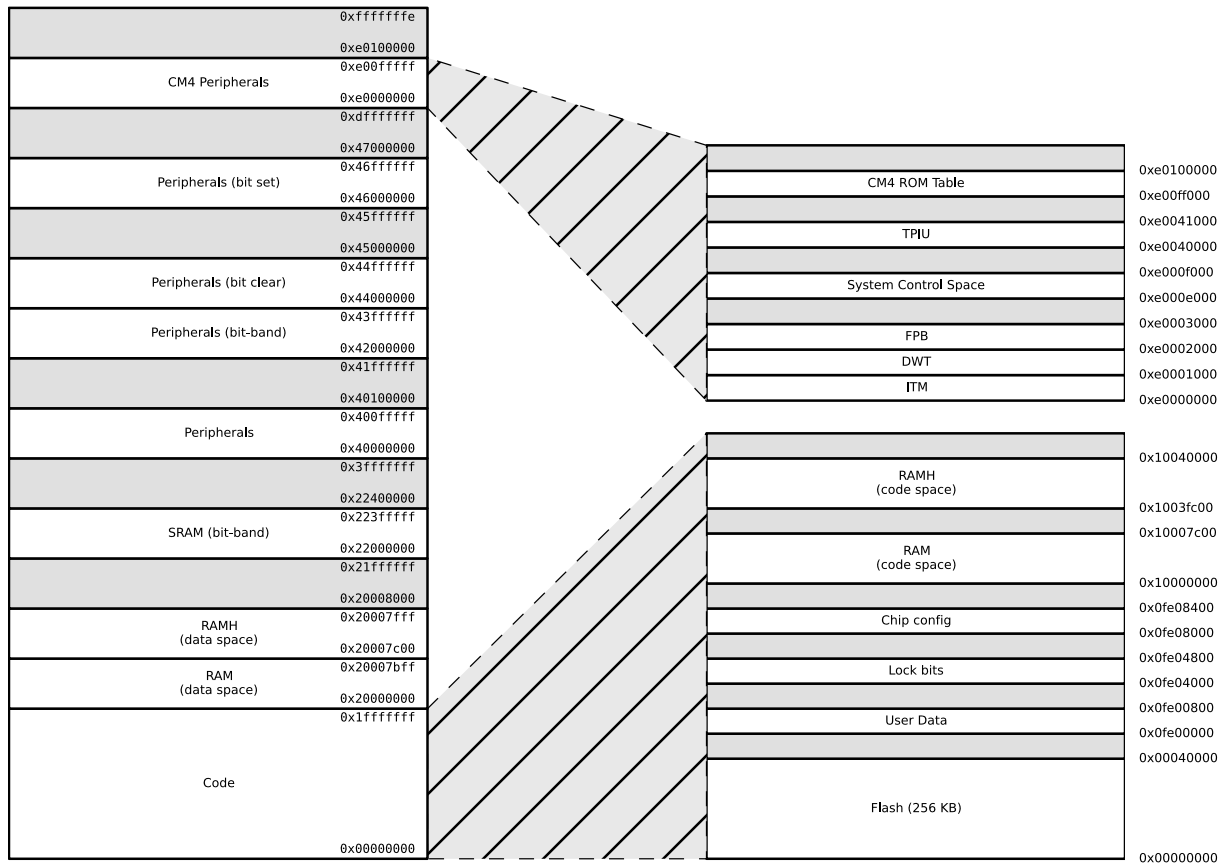 0xfffffffe
0xe0100000
0xe00fffff
CM4 Peripherals
0xe0000000
0xdfffffff
0x47000000
0x46ffffff
Peripherals (bit set)
0x46000000
0x45ffffff
0x45000000
0x44ffffff
Peripherals (bit clear)
0x44000000
0x43ffffff
Peripherals (bit-band)
0x42000000
0x41ffffff
0x40100000
0x400fffff
Peripherals
0x40000000
0x3fffffff
0x22400000
0x223fffff
SRAM (bit-band)
0x22000000
0x21ffffff
0x20008000
0x20007fff
RAMH
(data space)
0x20007c00
0x20007bff
RAM
(data space)
0x20000000
0x1fffffff
Code
0x00000000
0xe0100000
CM4 ROM Table
0xe00ff000
0xe0041000
TPIU
0xe0040000
0xe000f000
System Control Space
0xe000e000
0xe0003000
FPB
0xe0002000
DWT
0xe0001000
ITM
0xe0000000
0x10040000
RAMH
(code space)
0x1003fc00
0x10007c00
RAM
(code space)
0x10000000
0x0fe08400
Chip config
0x0fe08000
0x0fe04800
Lock bits
0x0fe04000
0x0fe00800
User Data
0x0fe00000
0x00040000
Flash (256 KB)
0x00000000